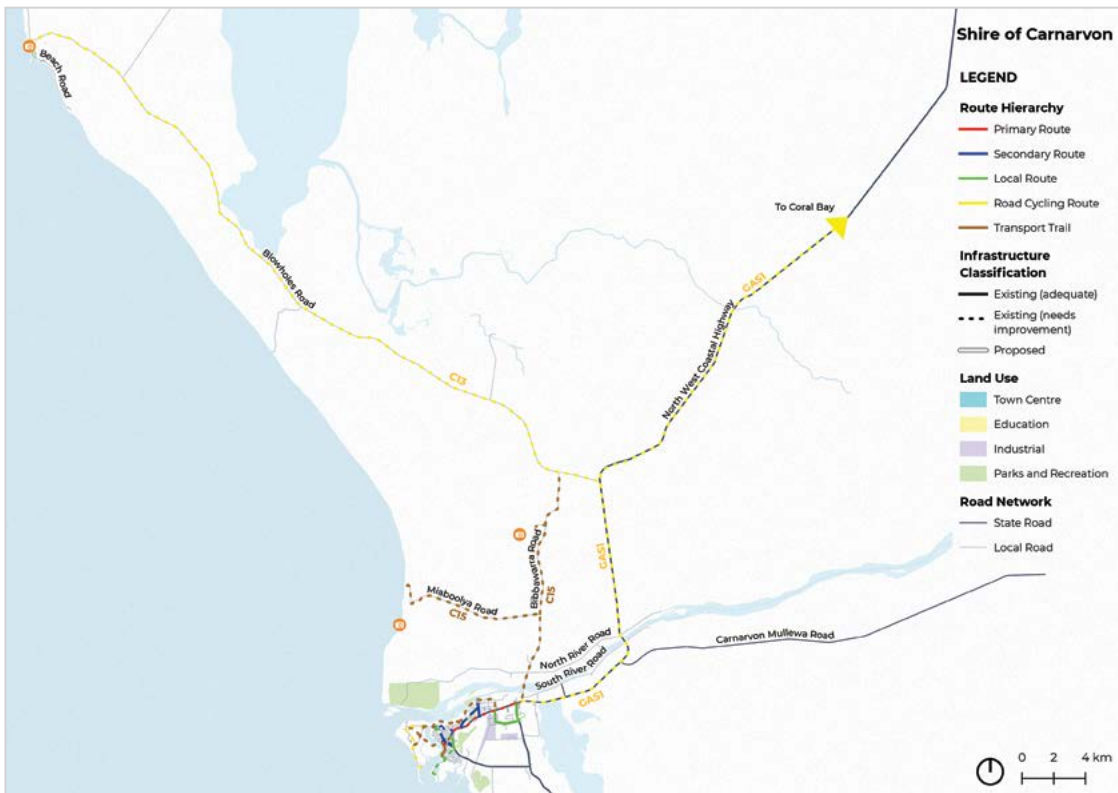 Shire of Carnarvon
LEGEND
Route Hierarchy
Primary Route
Secondary Route
Local Route
Road Cycling Route
Transport Trail
Infrastructure
Classification
Existing (adequate)
Existing (needs
improvement)
Proposed
Land Use
Town Centre
Education
Industrial
Parks and Recreation
Road Network
State Road
Local Road
Beach Road
Blowholes Road
C13
To Coral Bay
GAS1
North West Coastal Highway
GAS1
Bibbawarra Road
C15
Miaboolya Road
C15
North River Road
South River Road
Carnarvon Mullewa Road
GAS1
0 2 4 km